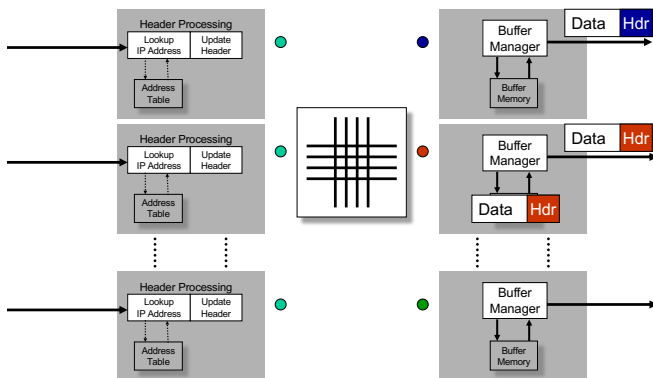 Header Processing
Lookup
IP Address
Update
Header
Address
Table
Buffer
Manager
Buffer
Memory
Data Hdr
Header Processing
Lookup
IP Address
Update
Header
Address
Table
Buffer
Manager
Data Hdr
Data Hdr
Header Processing
Lookup
IP Address
Update
Header
Address
Table
Buffer
Manager
Buffer
Memory